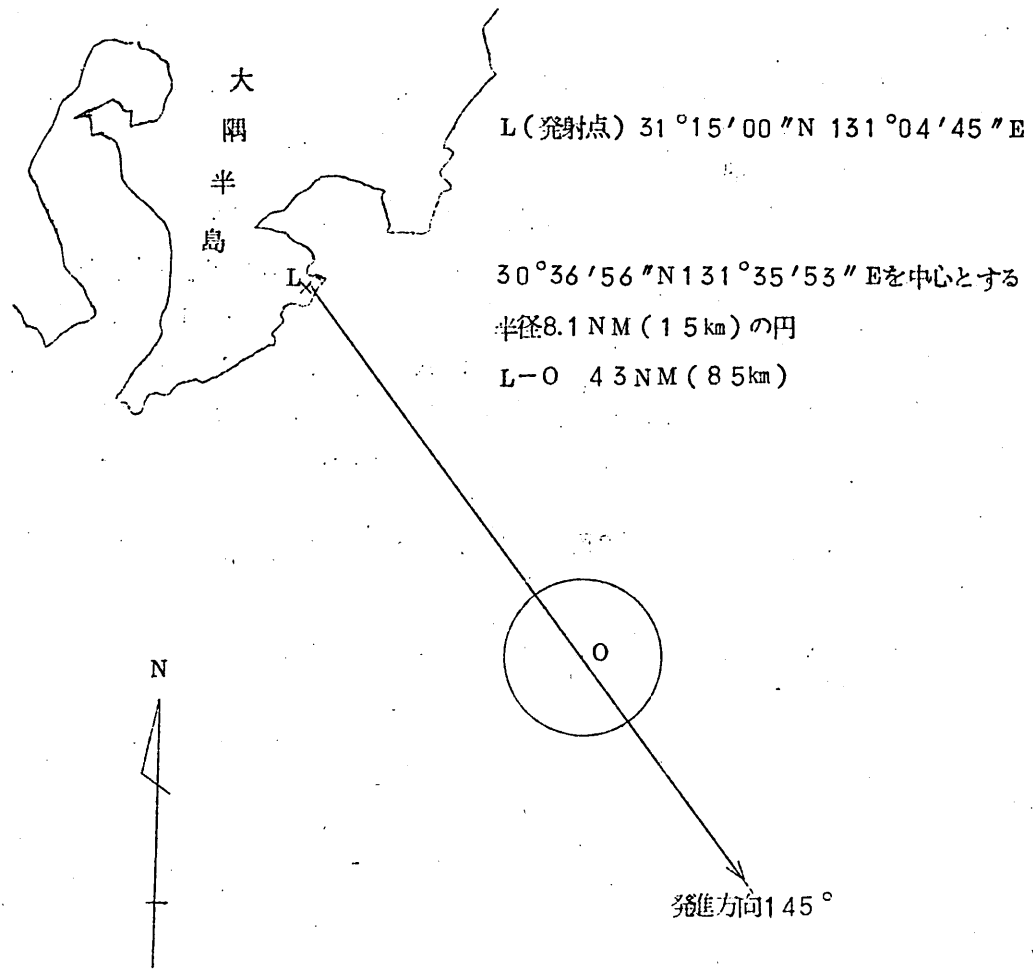 大隅半島
L(発射点) 31°15′00″N 131°04′45″E
L
30°36′56″N 131°35′53″Eを中心とする
半径8.1NM(15km)の円
L-O 43NM(85km)
O
N
発進方向145°